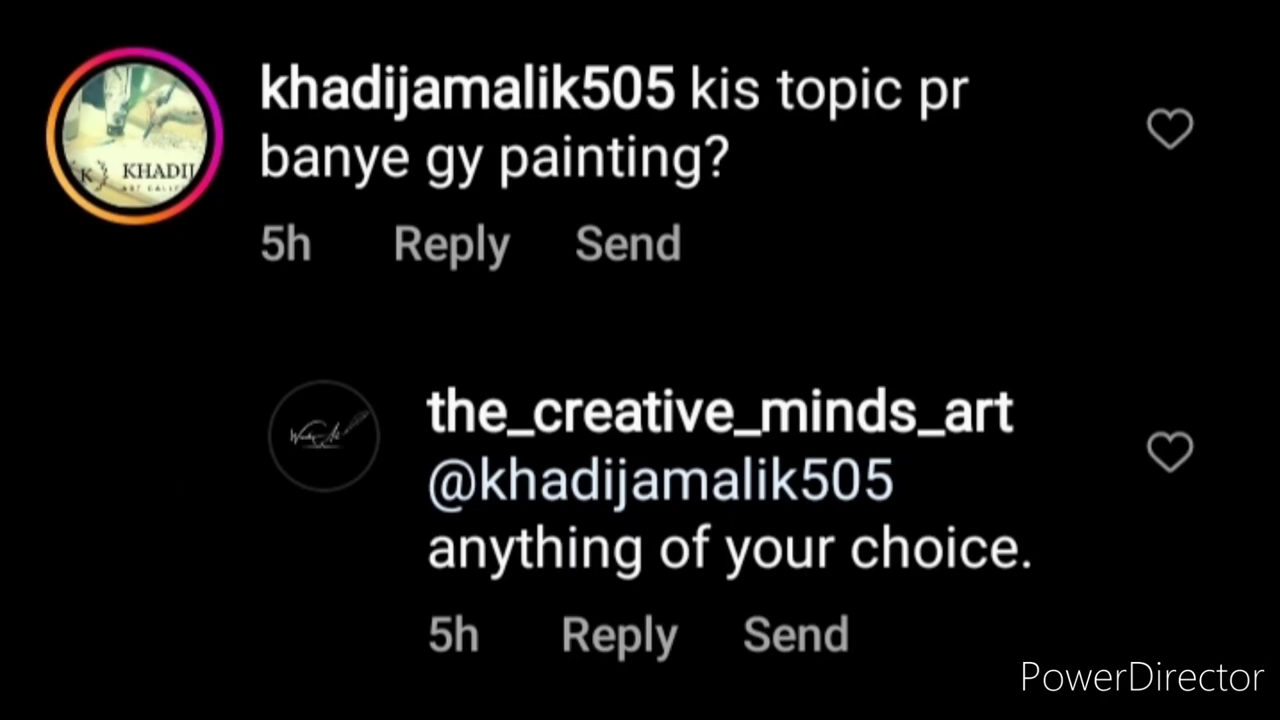 khadijamalik505 kis topic pr
banye gy painting?
5h Reply Send
K KHADIJ
the_creative_minds_art
@khadijamalik505
anything of your choice.
5h Reply Send
PowerDirector